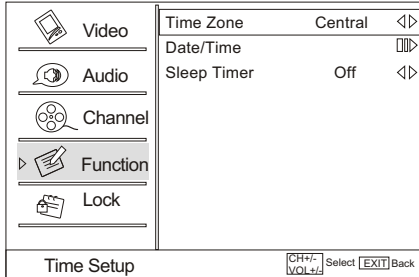 Video
Audio
Channel
Function
Lock
Time Zone Central
Date/Time
Sleep Timer Off
Time Setup
CH+/- VOL+/- Select EXIT Back